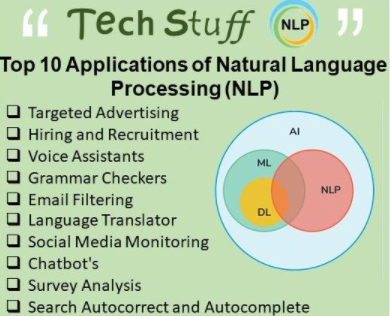 “ Tech Stuff NLP ”
Top 10 Applications of Natural Language
Processing (NLP)
❑ Targeted Advertising
❑ Hiring and Recruitment
❑ Voice Assistants
❑ Grammar Checkers
❑ Email Filtering
❑ Language Translator
❑ Social Media Monitoring
❑ Chatbot's
❑ Survey Analysis
❑ Search Autocorrect and Autocomplete
AI
ML
NLP
DL